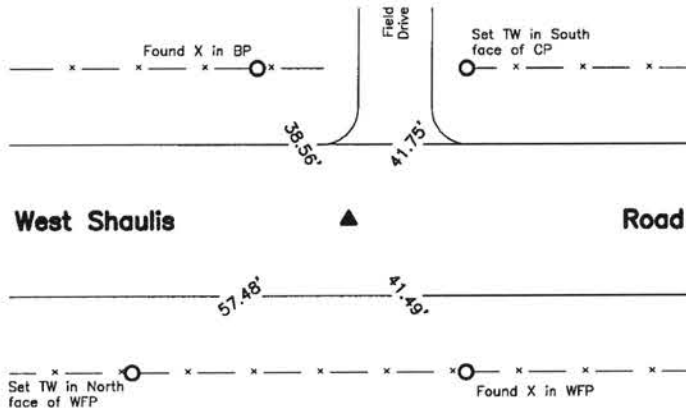 Found X in BP
Field
Drive
Set TW in South
face of CP
38.56'
41.75'
West Shaulis
Road
57.48'
41.49'
Set TW in North
face of WFP
Found X in WFP